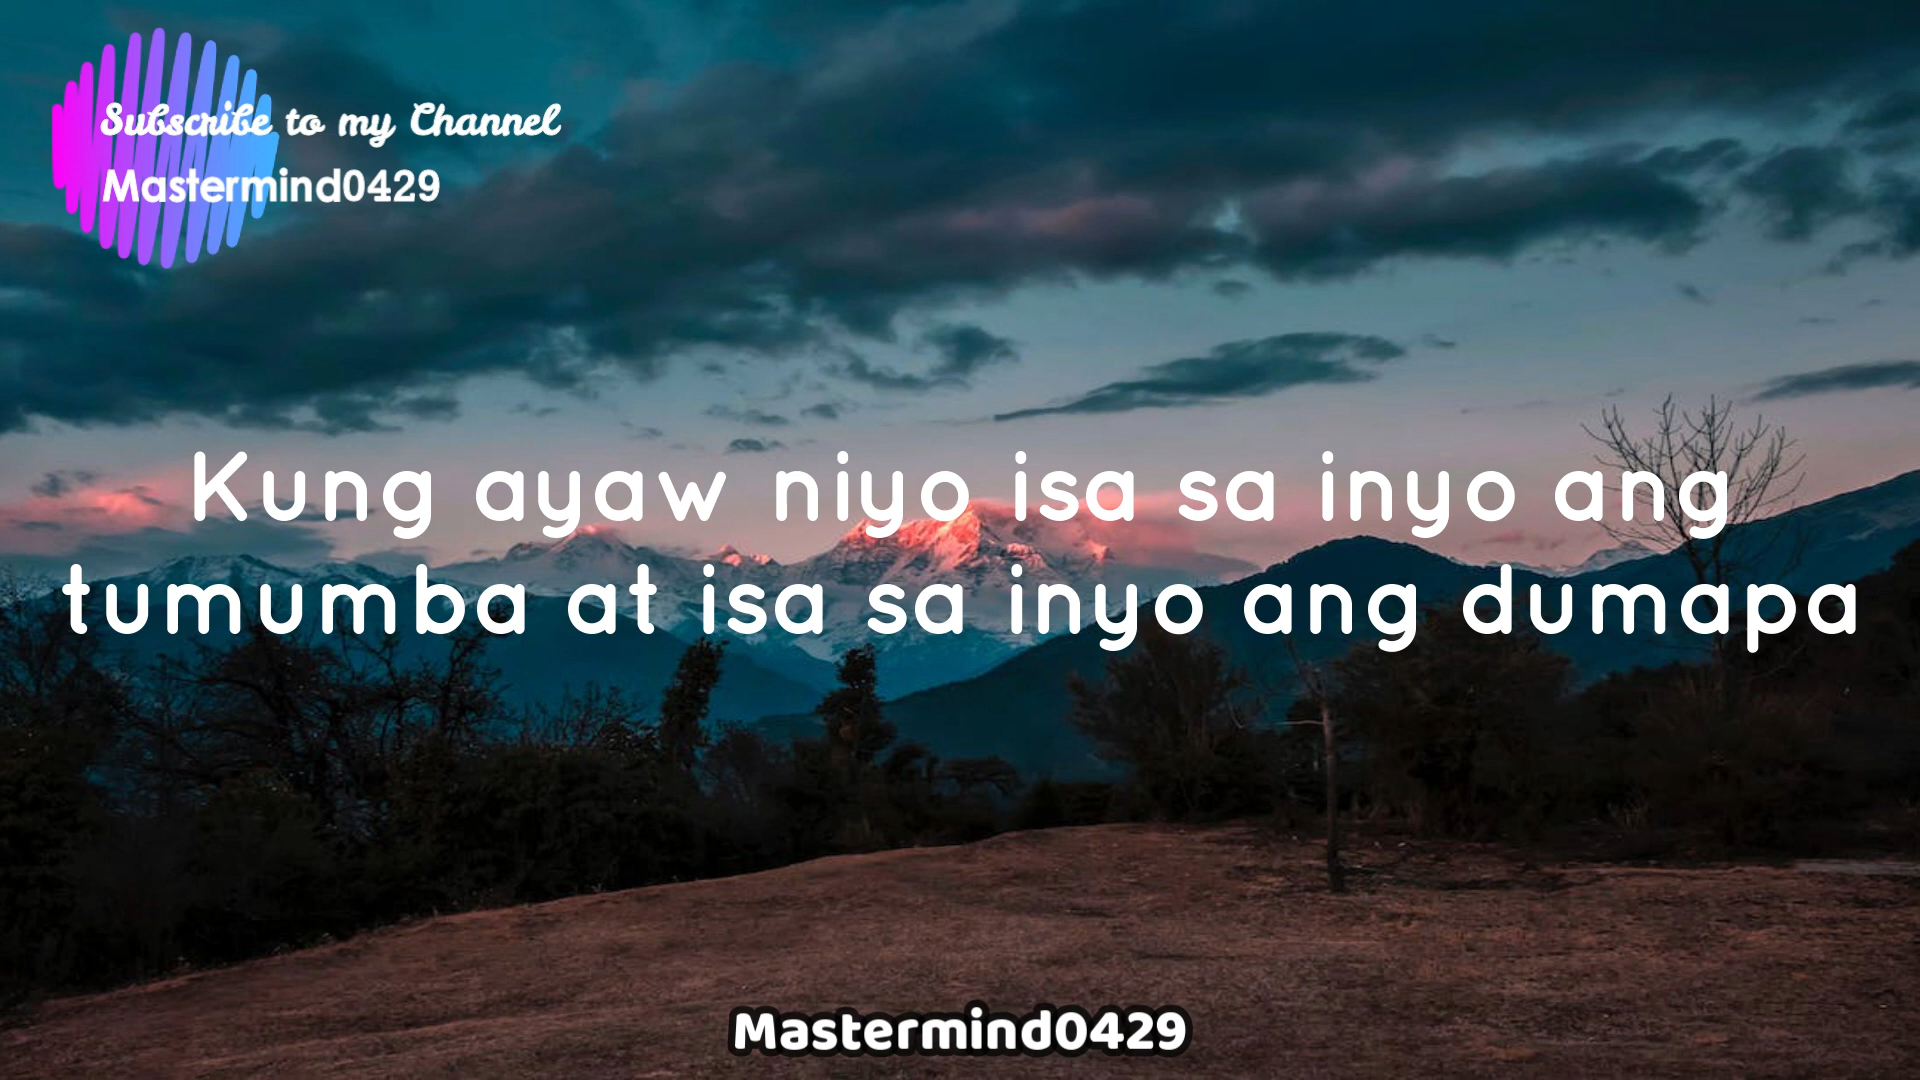 Subscribe to my Channel
Mastermind0429
Kung ayaw niyo isa sa inyo ang
tumumba at isa sa inyo ang dumapa
Mastermind0429